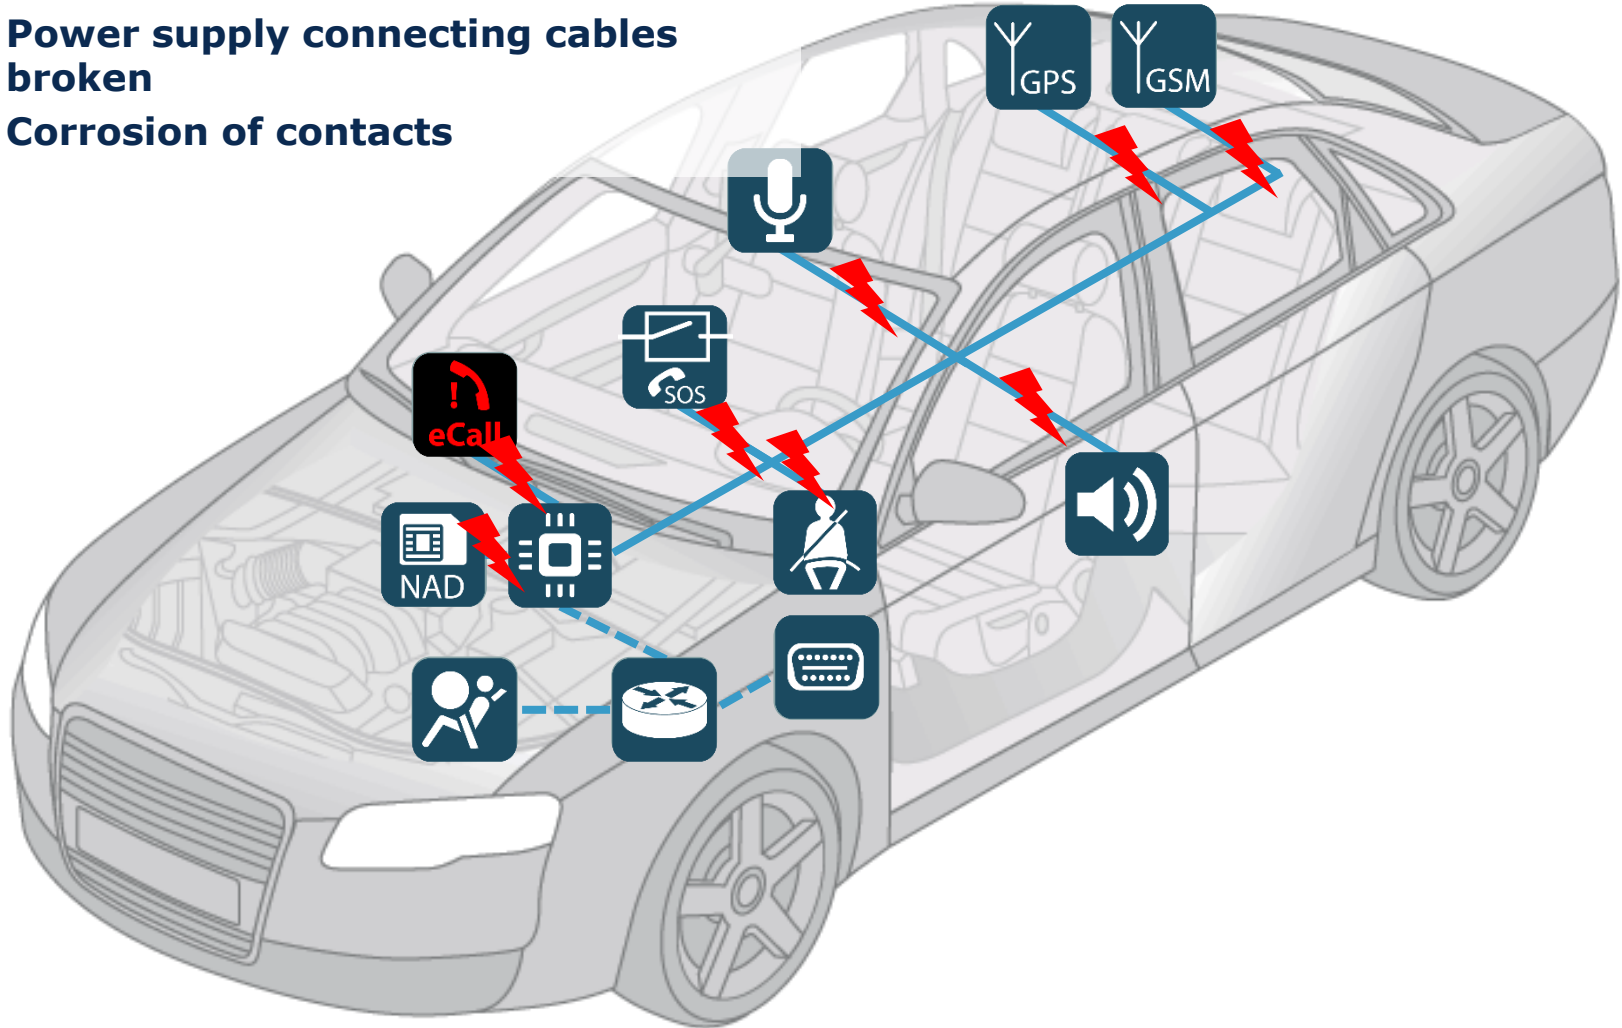 Power supply connecting cables
broken
Corrosion of contacts
GPS
GSM
SOS
!
eCall
NAD